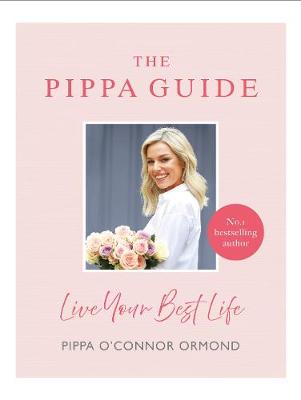 THE
PIPPA GUIDE
No.1
bestselling
author
Live Your Best Life
PIPPA O'CONNOR ORMOND